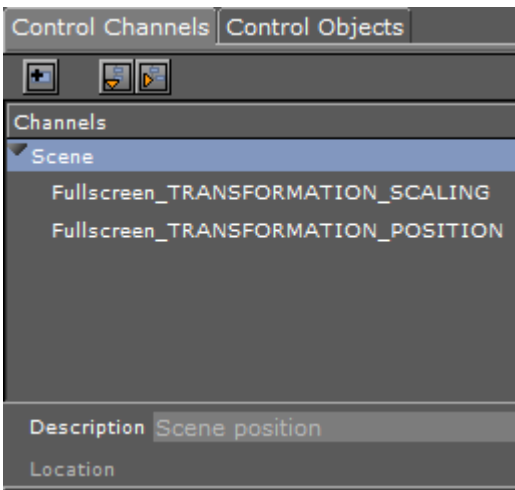 Control Channels Control Objects
Channels
Scene
Fullscreen_TRANSFORMATION_SCALING
Fullscreen_TRANSFORMATION_POSITION
Description Scene position
Location